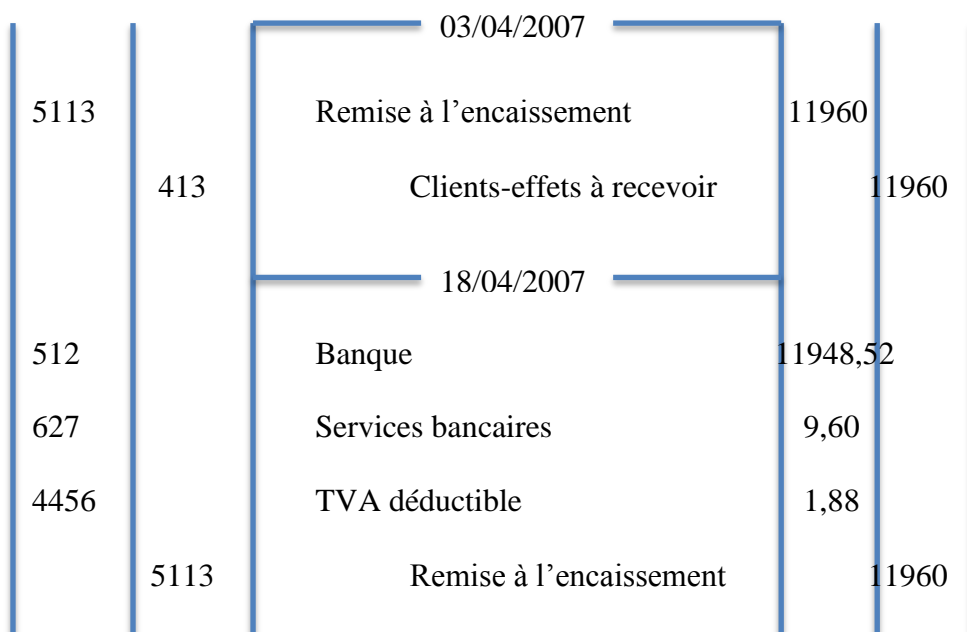 03/04/2007
5113 Remise à l’encaissement 11960
413 Clients-effets à recevoir 11960
18/04/2007
512 Banque 11948,52
627 Services bancaires 9,60
4456 TVA déductible 1,88
5113 Remise à l’encaissement 11960